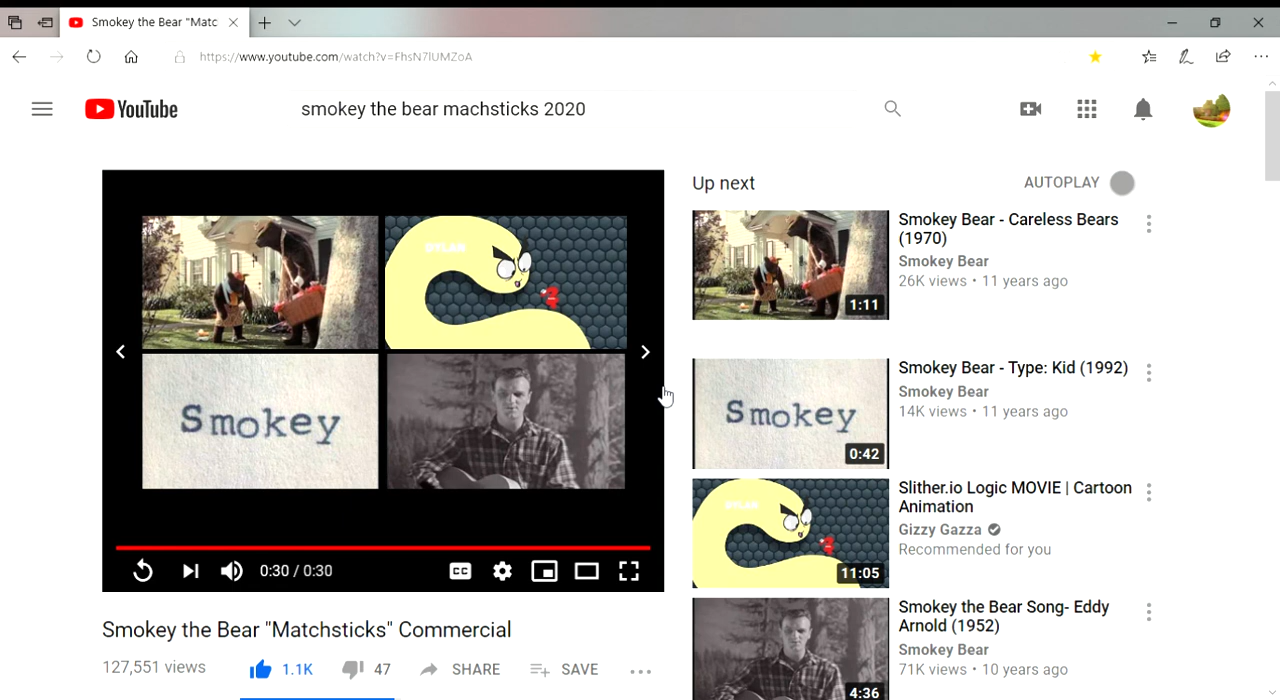 Smokey the Bear "Matc
https://www.youtube.com/watch?v=FhsN7lUMZoA
YouTube
smokey the bear machsticks 2020
Smokey
0:30 / 0:30
CC
Smokey the Bear "Matchsticks" Commercial
127,551 views
1.1K
47
SHARE
SAVE
Up next
AUTOPLAY
1:11
Smokey Bear - Careless Bears
(1970)
Smokey Bear
26K views • 11 years ago
Smokey
0:42
Smokey Bear - Type: Kid (1992)
Smokey Bear
14K views • 11 years ago
11:05
Slither.io Logic MOVIE | Cartoon
Animation
Gizzy Gazza
Recommended for you
4:36
Smokey the Bear Song- Eddy
Arnold (1952)
Smokey Bear
71K views • 10 years ago